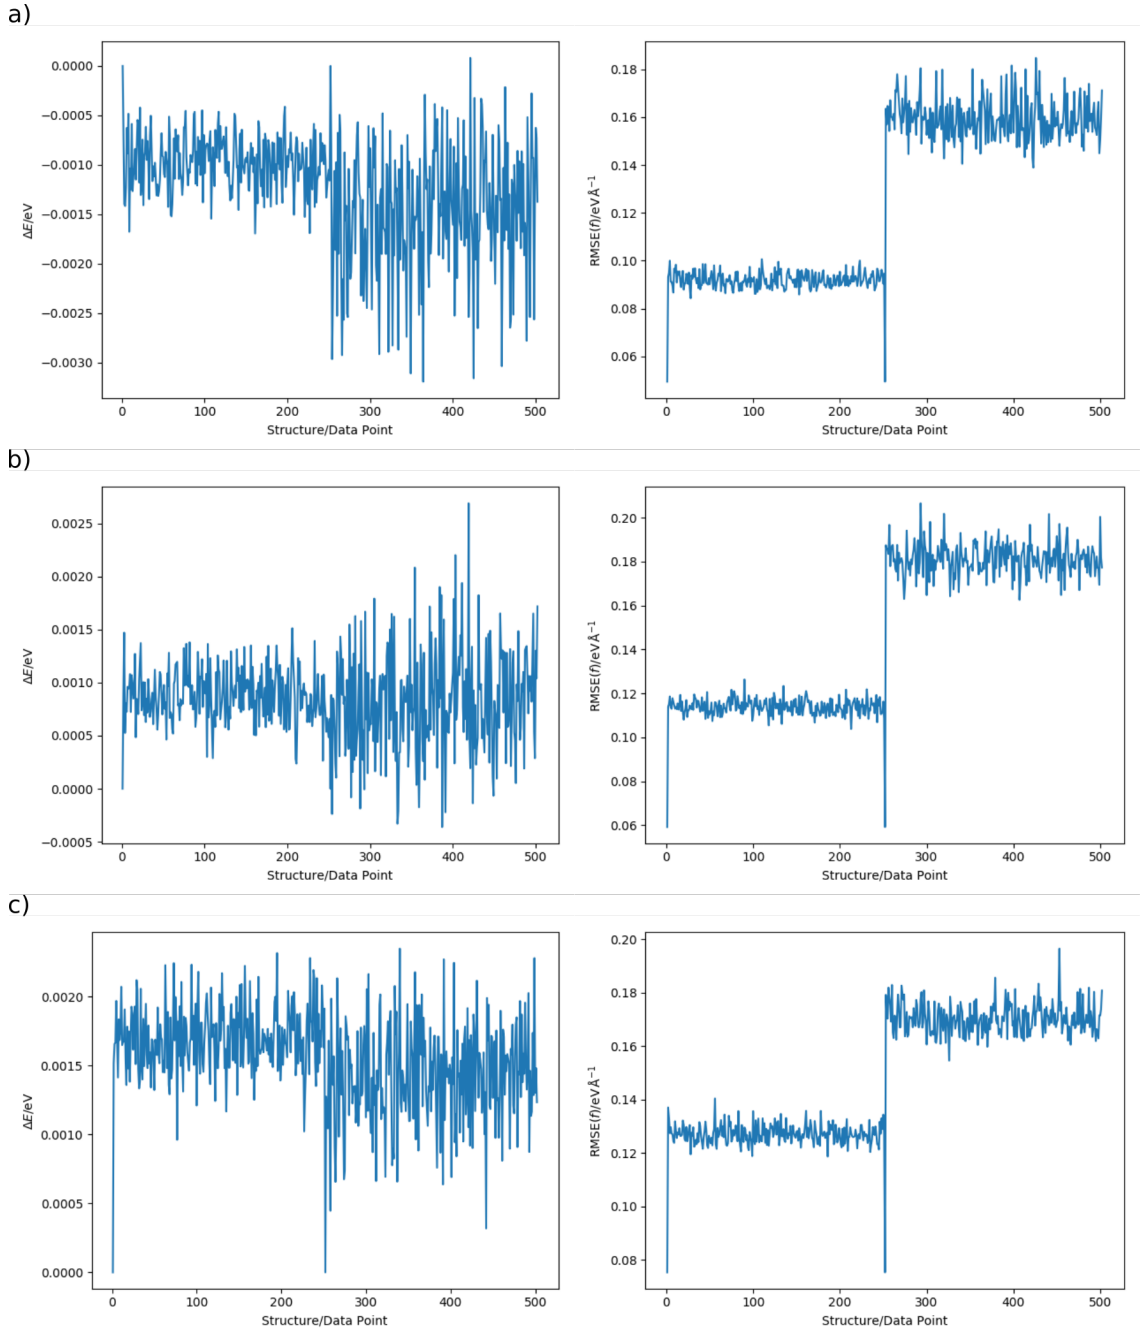 a)
0.0000
−0.0005
−0.0010
−0.0015
−0.0020
−0.0025
−0.0030
ΔE/eV
0 100 200 300 400 500
Structure/Data Point
0.18
0.16
0.14
0.12
0.10
0.08
0.06
RMSE(f)/eVÅ⁻¹
0 100 200 300 400 500
Structure/Data Point
b)
0.0025
0.0020
0.0015
0.0010
0.0005
0.0000
−0.0005
ΔE/eV
0 100 200 300 400 500
Structure/Data Point
0.20
0.18
0.16
0.14
0.12
0.10
0.08
0.06
RMSE(f)/eVÅ⁻¹
0 100 200 300 400 500
Structure/Data Point
c)
0.0020
0.0015
0.0010
0.0005
0.0000
ΔE/eV
0 100 200 300 400 500
Structure/Data Point
0.20
0.18
0.16
0.14
0.12
0.10
0.08
RMSE(f)/eVÅ⁻¹
0 100 200 300 400 500
Structure/Data Point